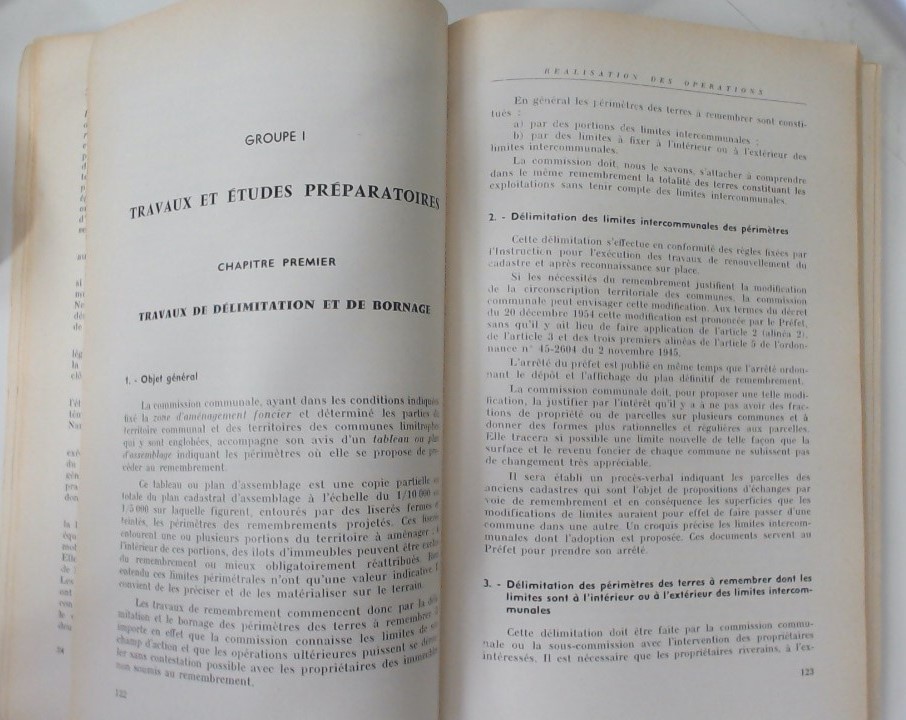 GROUPE I
TRAVAUX ET ÉTUDES PRÉPARATOIRES
CHAPITRE PREMIER
TRAVAUX DE DÉLIMITATION ET DE BORNAGE
1. - Objet général
La commission communale, ayant dans les conditions indiquées
fixé la zone d'aménagement foncier et déterminé les parties du
territoire communal et des territoires des communes limitrophes
qui y sont englobées, accompagne son avis d'un tableau ou plan
d'assemblage indiquant les périmètres où elle se propose de pro-
céder au remembrement.
Ce tableau ou plan d'assemblage est une copie partielle ou
totale du plan cadastral d'assemblage à l'échelle du 1/10 000 ou
1/5 000 sur laquelle figurent, entourés par des liserés fermés et
teintés, les périmètres des remembrements projetés. Ces liserés
entourent une ou plusieurs portions du territoire à aménager ; à
l'intérieur de ces portions, des îlots d'immeubles peuvent être exclus
du remembrement ou mieux obligatoirement réattribués. Bien
entendu ces limites périmétrales n'ont qu'une valeur indicative. Il
convient de les préciser et de les matérialiser sur le terrain.
Les travaux de remembrement commencent donc par la déli-
mitation et le bornage des périmètres des terres à remembrer. Il
importe en effet que la commission connaisse les limites de son
champ d'action et que les opérations ultérieures puissent se dérou-
ler sans contestation possible avec les propriétaires des immeubles
non soumis au remembrement.
122
24
RÉALISATION DES OPÉRATIONS
En général les périmètres des terres à remembrer sont consti-
tués :
a) par des portions des limites intercommunales ;
b) par des limites à fixer à l'intérieur ou à l'extérieur des
limites intercommunales.
La commission doit, nous le savons, s'attacher à comprendre
dans le même remembrement la totalité des terres constituant les
exploitations sans tenir compte des limites intercommunales.
2. - Délimitation des limites intercommunales des périmètres
Cette délimitation s'effectue en conformité des règles fixées par
l'Instruction pour l'exécution des travaux de renouvellement du
cadastre et après reconnaissance sur place.
Si les nécessités du remembrement justifient la modification
de la circonscription territoriale des communes, la commission
communale peut envisager cette modification. Aux termes du décret
du 20 décembre 1954 cette modification est prononcée par le Préfet,
sans qu'il y ait lieu de faire application de l'article 2 (alinéa 2),
de l'article 3 et des trois premiers alinéas de l'article 5 de l'ordon-
nance n° 45-2604 du 2 novembre 1945.
L'arrêté du préfet est publié en même temps que l'arrêté ordon-
nant le dépôt et l'affichage du plan définitif de remembrement.
La commission communale doit, pour proposer une telle modi-
fication, la justifier par l'intérêt qu'il y a à ne pas avoir des frac-
tions de propriété ou de parcelles sur plusieurs communes et à
donner des formes plus rationnelles et régulières aux parcelles.
Elle tracera si possible une limite nouvelle de telle façon que la
surface et le revenu foncier de chaque commune ne subissent pas
de changement très appréciable.
Il sera établi un procès-verbal indiquant les parcelles des
anciens cadastres qui sont l'objet de propositions d'échanges par
voie de remembrement et en conséquence les superficies que les
modifications de limites auraient pour effet de faire passer d'une
commune dans une autre. Un croquis précise les limites intercom-
munales dont l'adoption est proposée. Ces documents servent au
Préfet pour prendre son arrêté.
3. - Délimitation des périmètres des terres à remembrer dont les
limites sont à l'intérieur ou à l'extérieur des limites intercom-
munales
Cette délimitation doit être faite par la commission commu-
nale ou la sous-commission avec l'intervention des propriétaires
intéressés. Il est nécessaire que les propriétaires riverains, à l'ex-
123